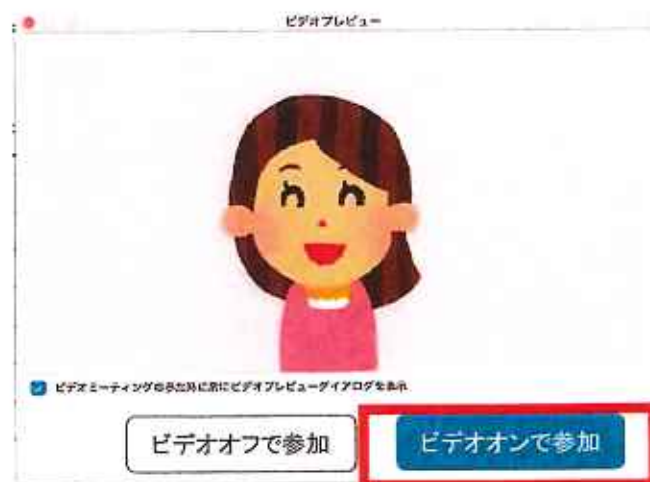 ビデオプレビュー
ビデオミーティングの参加時に常にビデオプレビューダイアログを表示
ビデオオフで参加
ビデオオンで参加